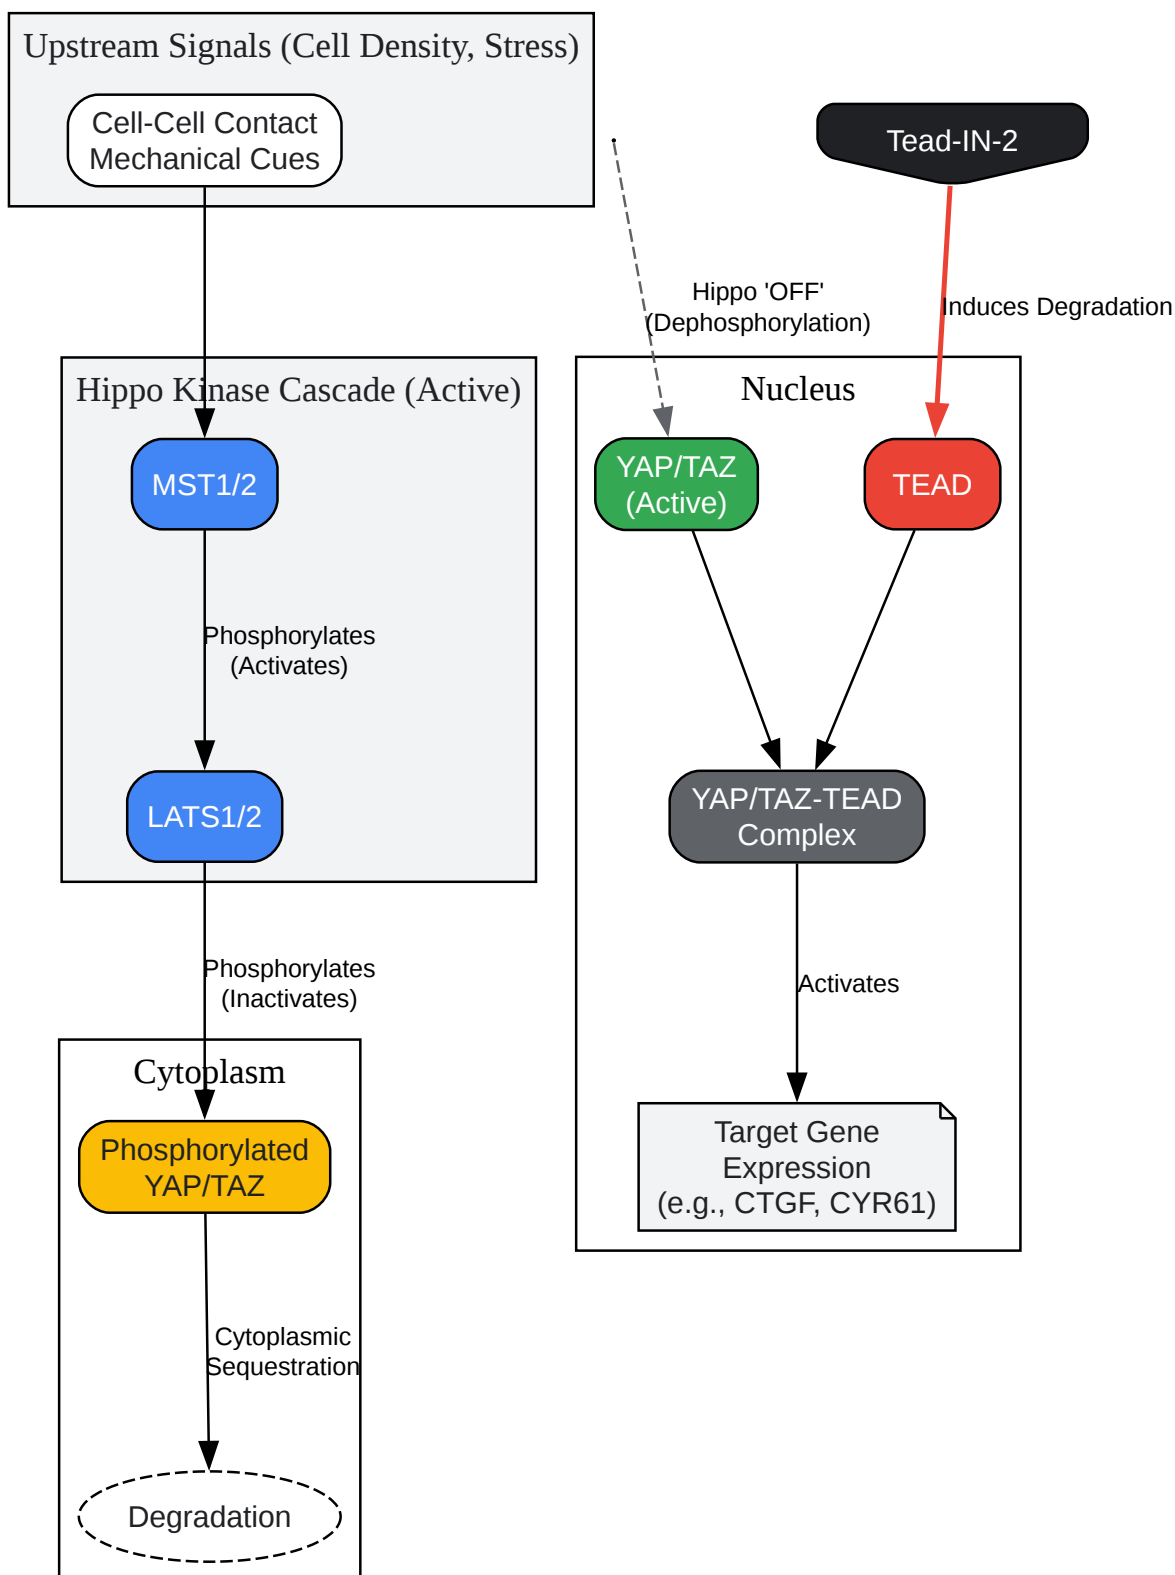 Upstream Signals (Cell Density, Stress)
Cell-Cell Contact
Mechanical Cues
Tead-IN-2
Hippo 'OFF'
(Dephosphorylation)
Induces Degradation
Hippo Kinase Cascade (Active)
MST1/2
Phosphorylates
(Activates)
LATS1/2
Phosphorylates
(Inactivates)
Nucleus
YAP/TAZ
(Active)
TEAD
YAP/TAZ-TEAD
Complex
Activates
Target Gene
Expression
(e.g., CTGF, CYR61)
Cytoplasm
Phosphorylated
YAP/TAZ
Cytoplasmic
Sequestration
Degradation